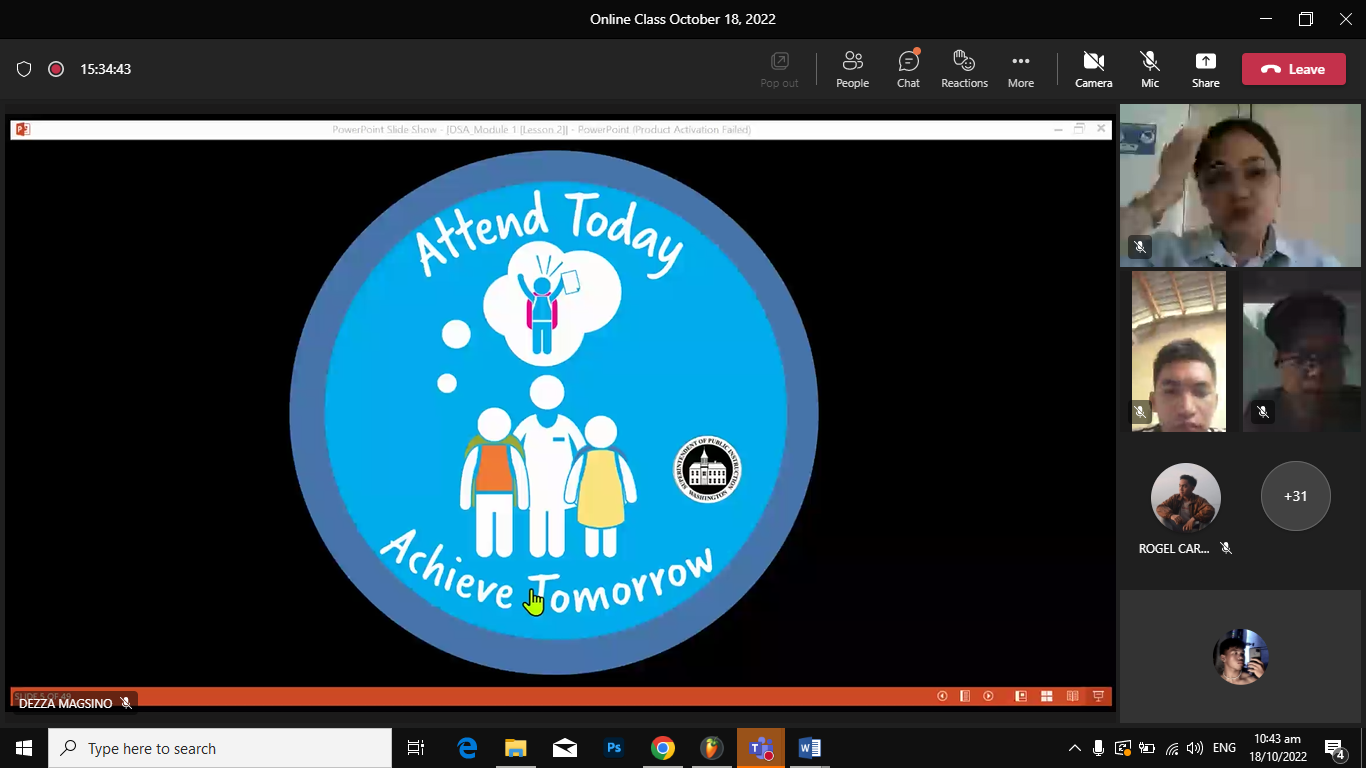 Online Class October 18, 2022
15:34:43
Pop out
People
Chat
Reactions
More
Camera
Mic
Share
Leave
PowerPoint Slide Show - [DSA_Module 1 [Lesson 2]] - PowerPoint (Product Activation Failed)
Attend Today
SUPERINTENDENT OF PUBLIC INSTRUCTION
WASHINGTON
Achieve Tomorrow
SLIDE 5 OF 49
DEZZA MAGSINO
ROGEL CAR...
+31
Type here to search
Ps
ENG
10:43 am
18/10/2022
4